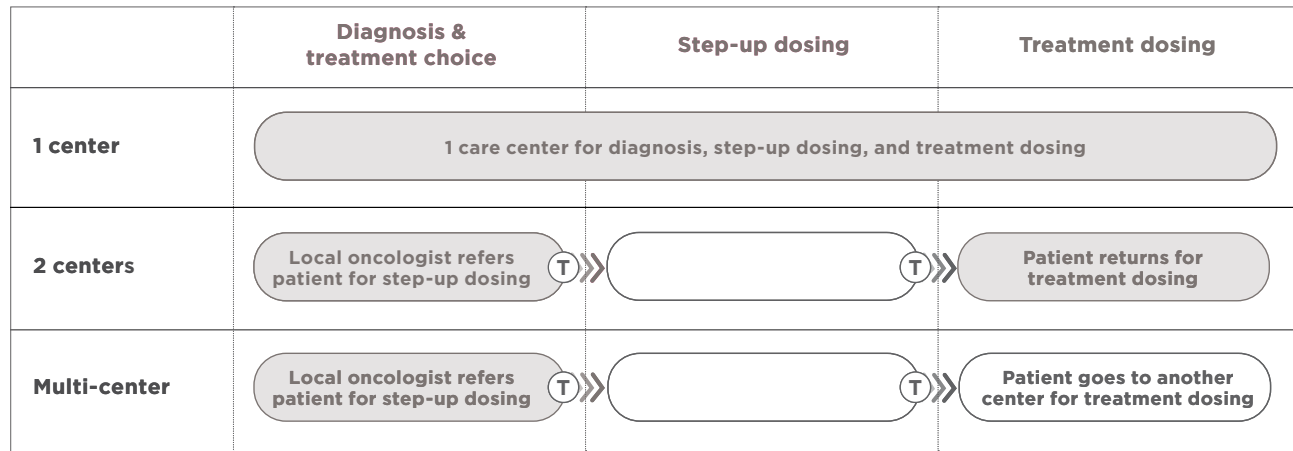 Diagnosis &
treatment choice
Step-up dosing
Treatment dosing
1 center
1 care center for diagnosis, step-up dosing, and treatment dosing
2 centers
Local oncologist refers
patient for step-up dosing
T
T
Patient returns for
treatment dosing
Multi-center
Local oncologist refers
patient for step-up dosing
T
T
Patient goes to another
center for treatment dosing